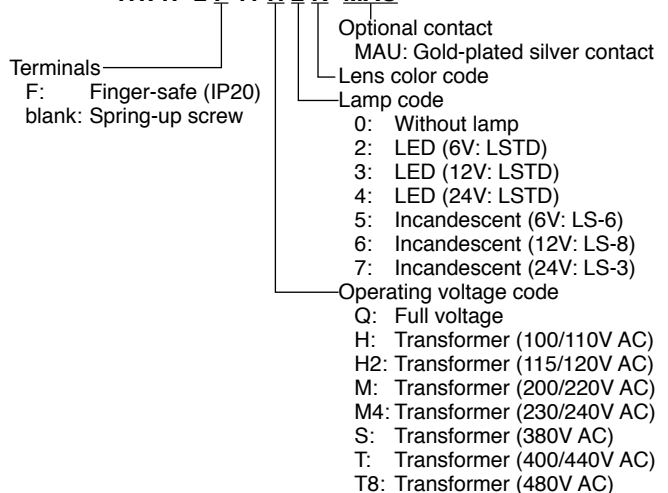 Optional contact
MAU: Gold-plated silver contact
Terminals
F: Finger-safe (IP20)
blank: Spring-up screw
Lens color code
Lamp code
0: Without lamp
2: LED (6V: LSTD)
3: LED (12V: LSTD)
4: LED (24V: LSTD)
5: Incandescent (6V: LS-6)
6: Incandescent (12V: LS-8)
7: Incandescent (24V: LS-3)
Operating voltage code
Q: Full voltage
H: Transformer (100/110V AC)
H2: Transformer (115/120V AC)
M: Transformer (200/220V AC)
M4: Transformer (230/240V AC)
S: Transformer (380V AC)
T: Transformer (400/440V AC)
T8: Transformer (480V AC)